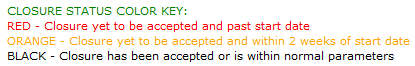 CLOSURE STATUS COLOR KEY:
RED - Closure yet to be accepted and past start date
ORANGE - Closure yet to be accepted and within 2 weeks of start date
BLACK - Closure has been accepted or is within normal parameters